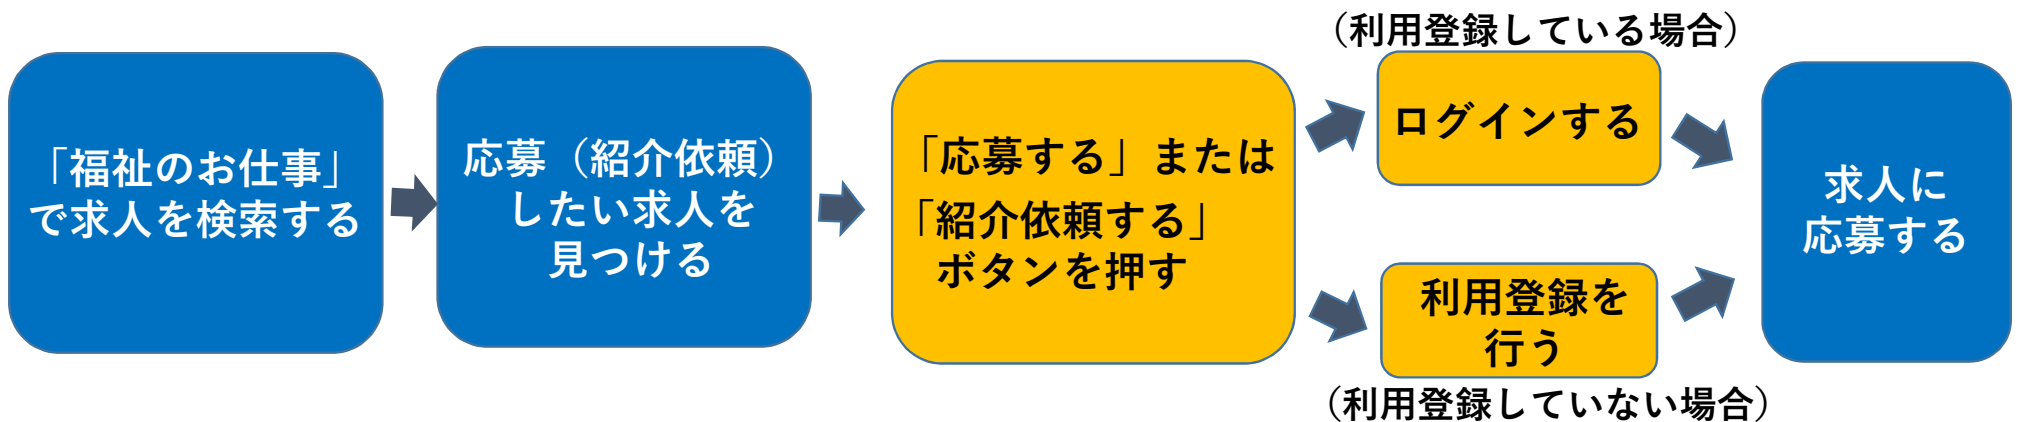 「福祉のお仕事」
で求人を検索する
応募（紹介依頼）
したい求人を
見つける
「応募する」または
「紹介依頼する」
ボタンを押す
（利用登録している場合）
ログインする
利用登録を
行う
（利用登録していない場合）
求人に
応募する